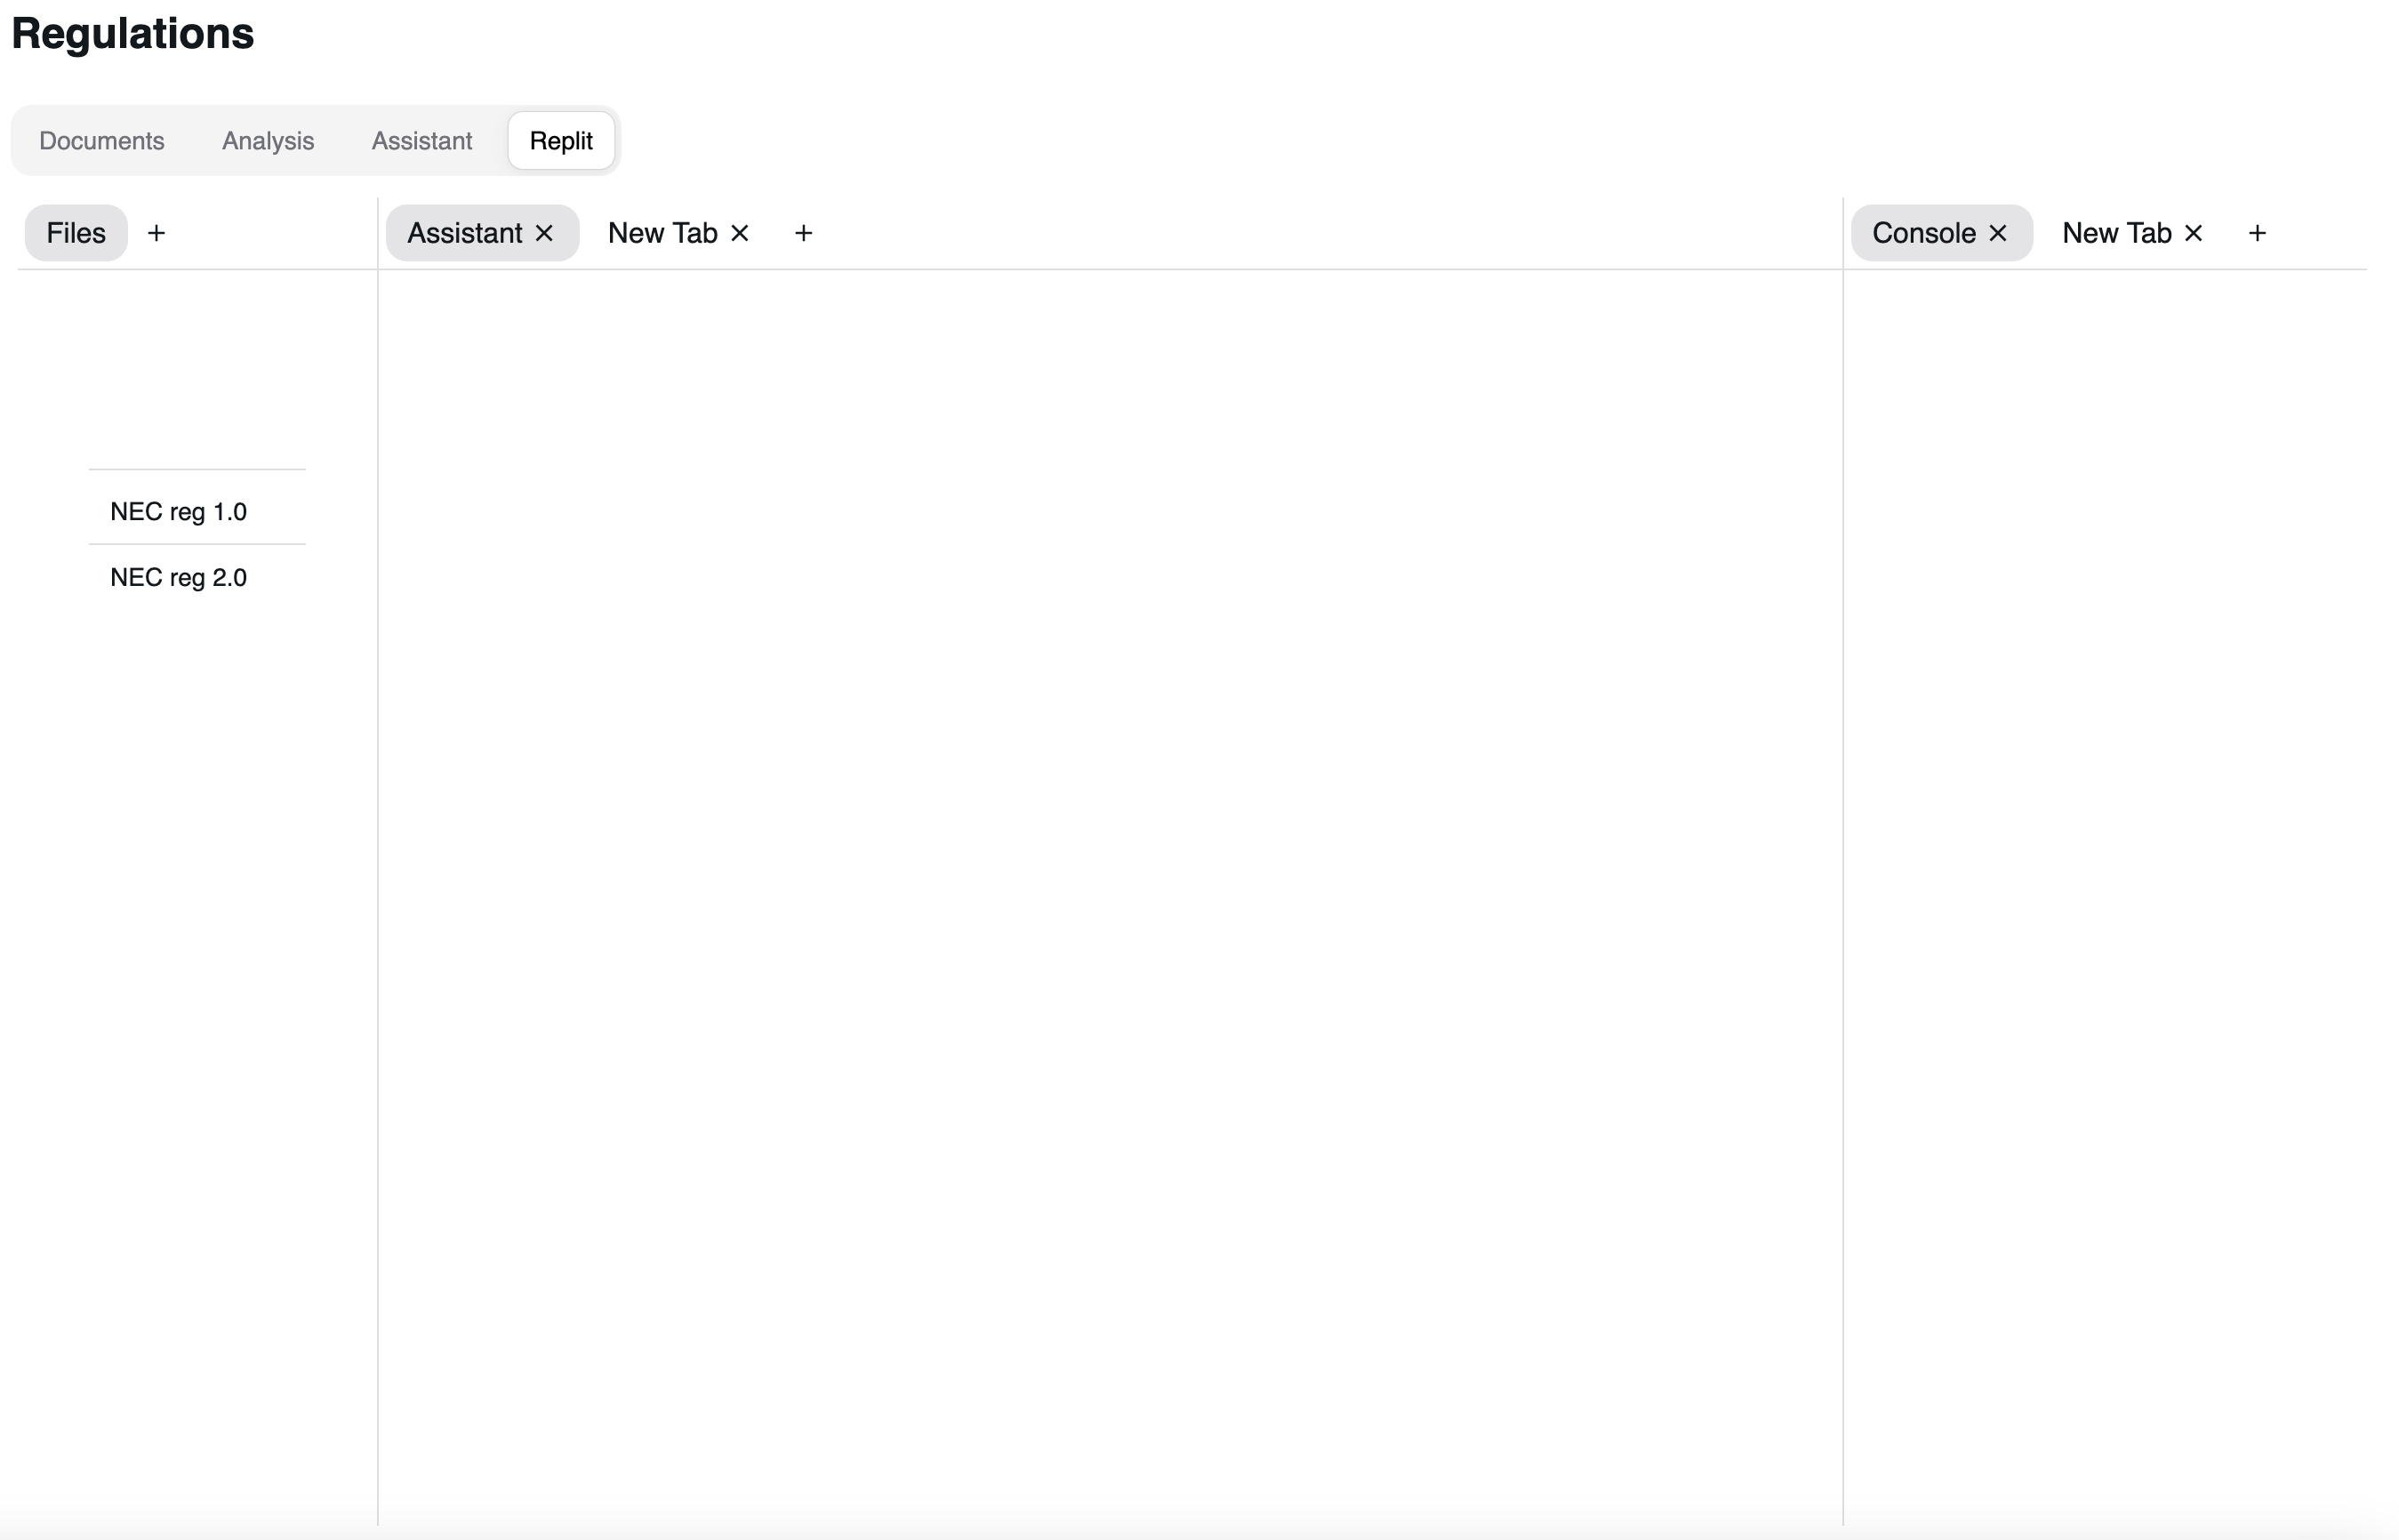 Regulations
Documents Analysis Assistant Replit
Files + Assistant × New Tab × + Console × New Tab × +
NEC reg 1.0
NEC reg 2.0